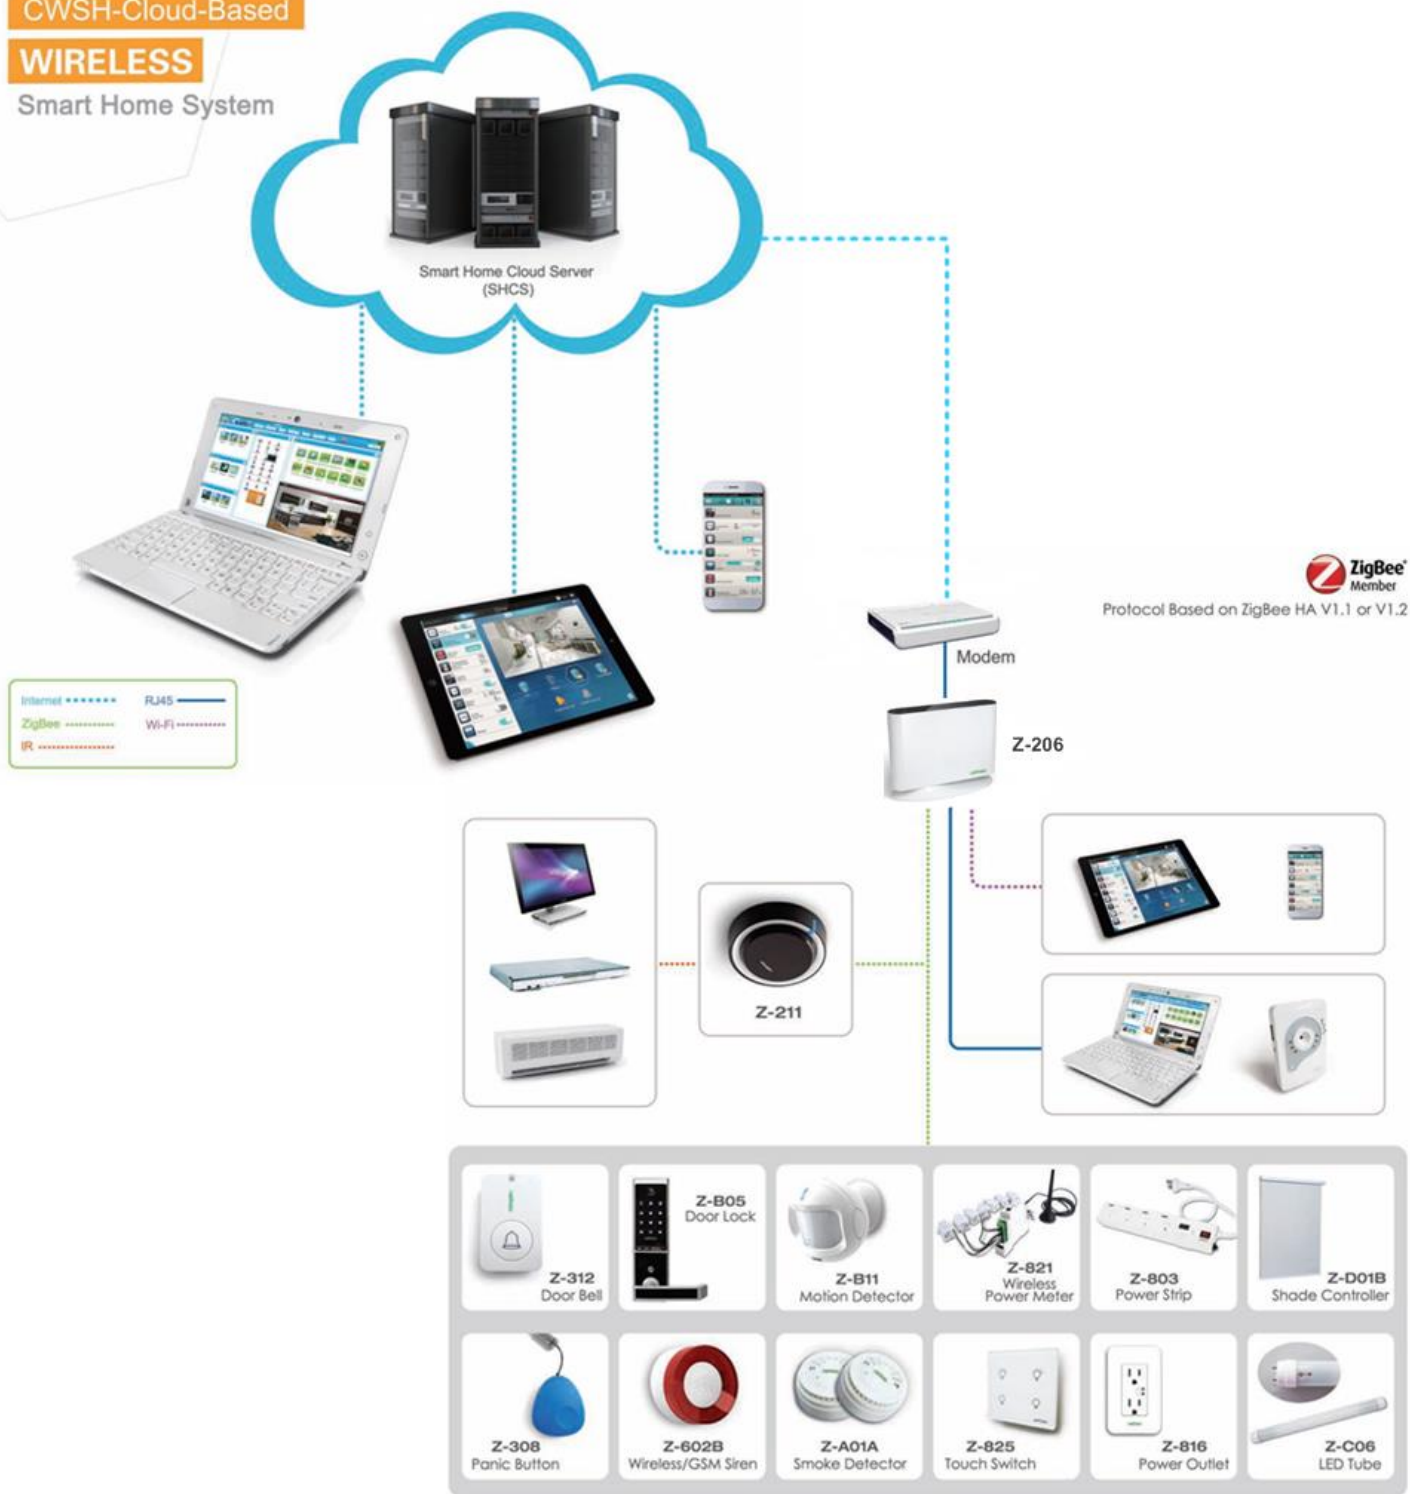 CWSH-Cloud-Based
WIRELESS
Smart Home System
Smart Home Cloud Server
(SHCS)
ZigBee®
Member
Protocol Based on ZigBee HA V1.1 or V1.2
Modem
Internet
RJ45
ZigBee
Wi-Fi
IR
Z-206
Z-211
Z-312
Door Bell
Z-B05
Door Lock
Z-B11
Motion Detector
Z-821
Wireless
Power Meter
Z-803
Power Strip
Z-D01B
Shade Controller
Z-308
Panic Button
Z-602B
Wireless/GSM Siren
Z-A01A
Smoke Detector
Z-825
Touch Switch
Z-816
Power Outlet
Z-C06
LED Tube